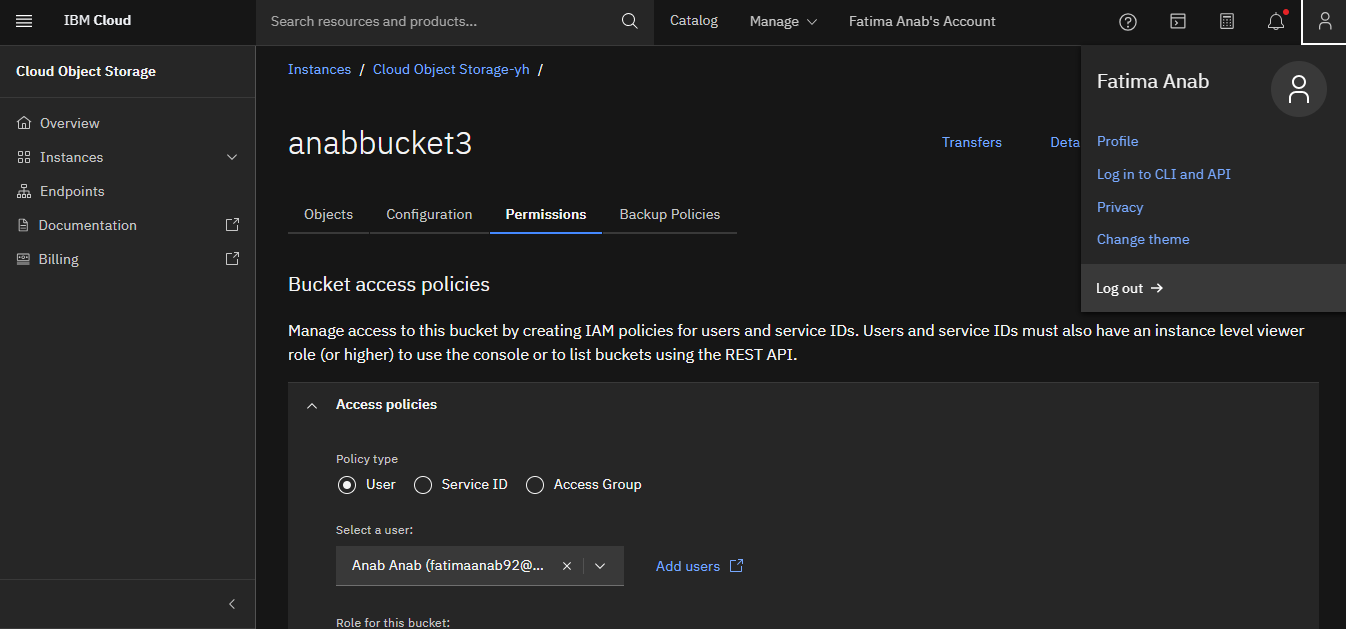 IBM Cloud
Search resources and products...
Catalog
Manage
Fatima Anab's Account
Cloud Object Storage
Overview
Instances
Endpoints
Documentation
Billing
Instances / Cloud Object Storage-yh /
anabbucket3
Transfers
Deta
Objects
Configuration
Permissions
Backup Policies
Bucket access policies
Manage access to this bucket by creating IAM policies for users and service IDs. Users and service IDs must also have an instance level viewer
role (or higher) to use the console or to list buckets using the REST API.
Access policies
Policy type
User
Service ID
Access Group
Select a user:
Anab Anab (fatimaanab92@...
Add users
Role for this bucket:
Fatima Anab
Profile
Log in to CLI and API
Privacy
Change theme
Log out